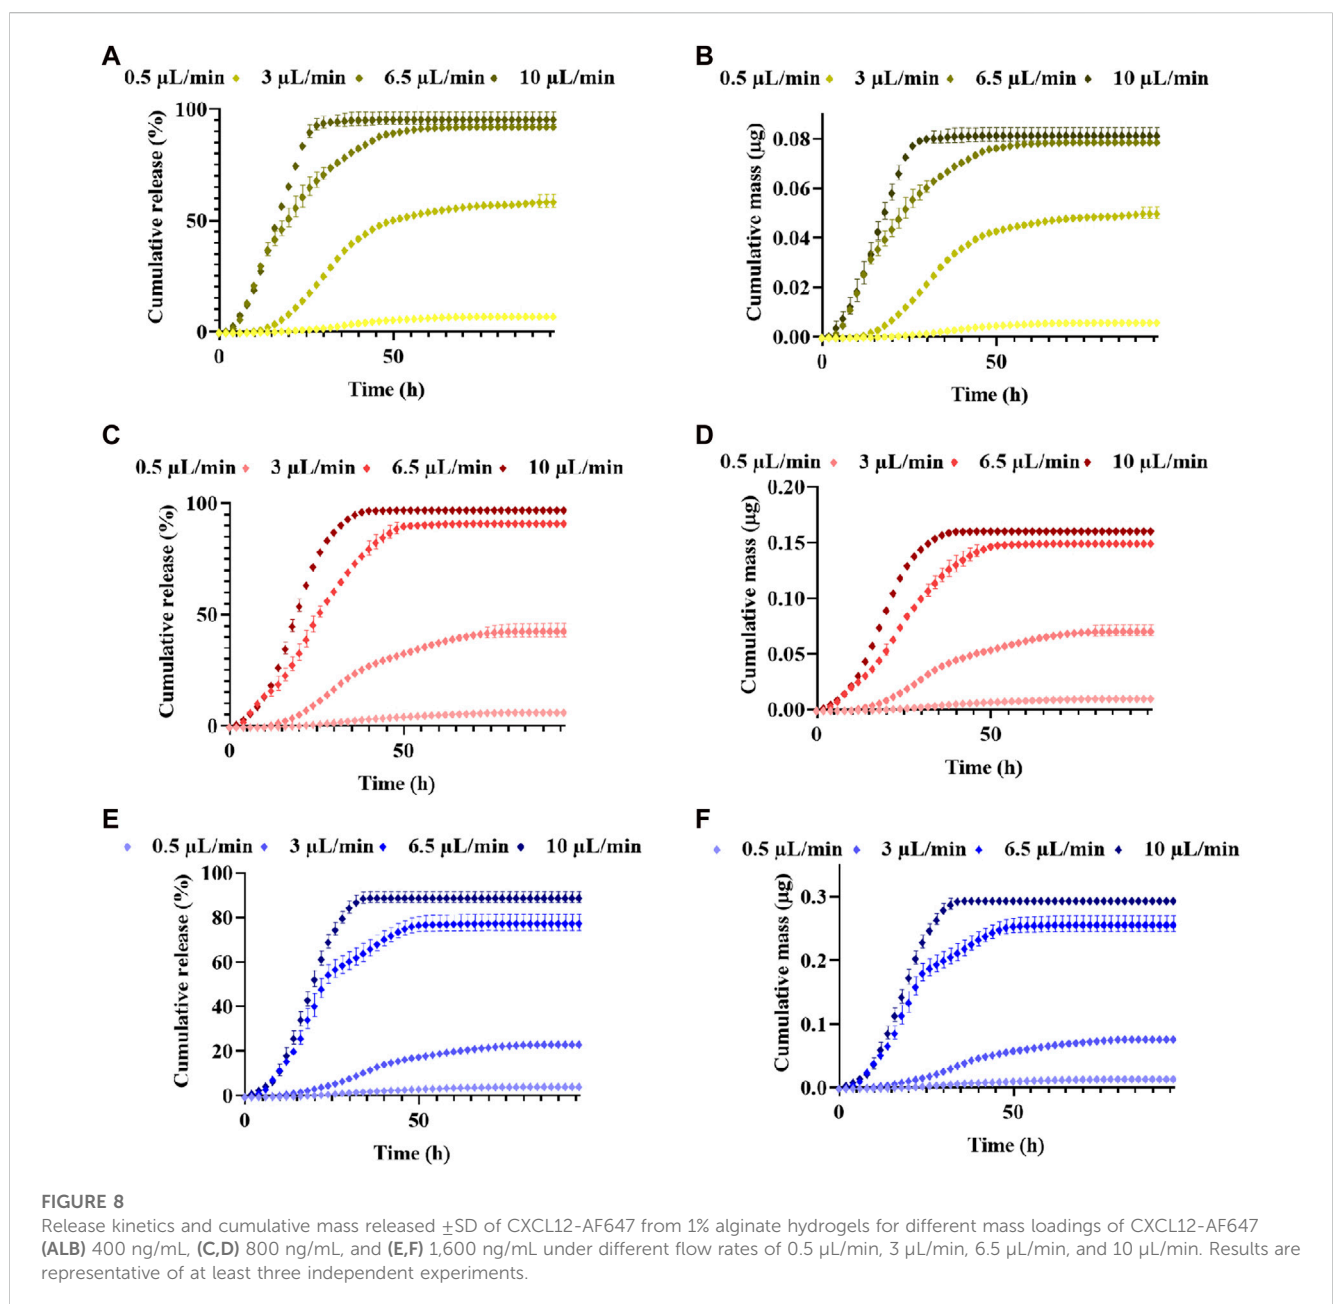 A
0.5 µL/min 3 µL/min 6.5 µL/min 10 µL/min
Cumulative release (%)
100
50
0
0 50
Time (h)
B
0.5 µL/min 3 µL/min 6.5 µL/min 10 µL/min
Cumulative mass (µg)
0.08
0.06
0.04
0.02
0.00
0 50
Time (h)
C
0.5 µL/min 3 µL/min 6.5 µL/min 10 µL/min
Cumulative release (%)
100
50
0
0 50
Time (h)
D
0.5 µL/min 3 µL/min 6.5 µL/min 10 µL/min
Cumulative mass (µg)
0.20
0.15
0.10
0.05
0.00
0 50
Time (h)
E
0.5 µL/min 3 µL/min 6.5 µL/min 10 µL/min
Cumulative release (%)
100
80
60
40
20
0
0 50
Time (h)
F
0.5 µL/min 3 µL/min 6.5 µL/min 10 µL/min
Cumulative mass (µg)
0.3
0.2
0.1
0.0
0 50
Time (h)
FIGURE 8
Release kinetics and cumulative mass released ±SD of CXCL12-AF647 from 1% alginate hydrogels for different mass loadings of CXCL12-AF647
(ALB) 400 ng/mL, (C,D) 800 ng/mL, and (E,F) 1,600 ng/mL under different flow rates of 0.5 µL/min, 3 µL/min, 6.5 µL/min, and 10 µL/min. Results are
representative of at least three independent experiments.